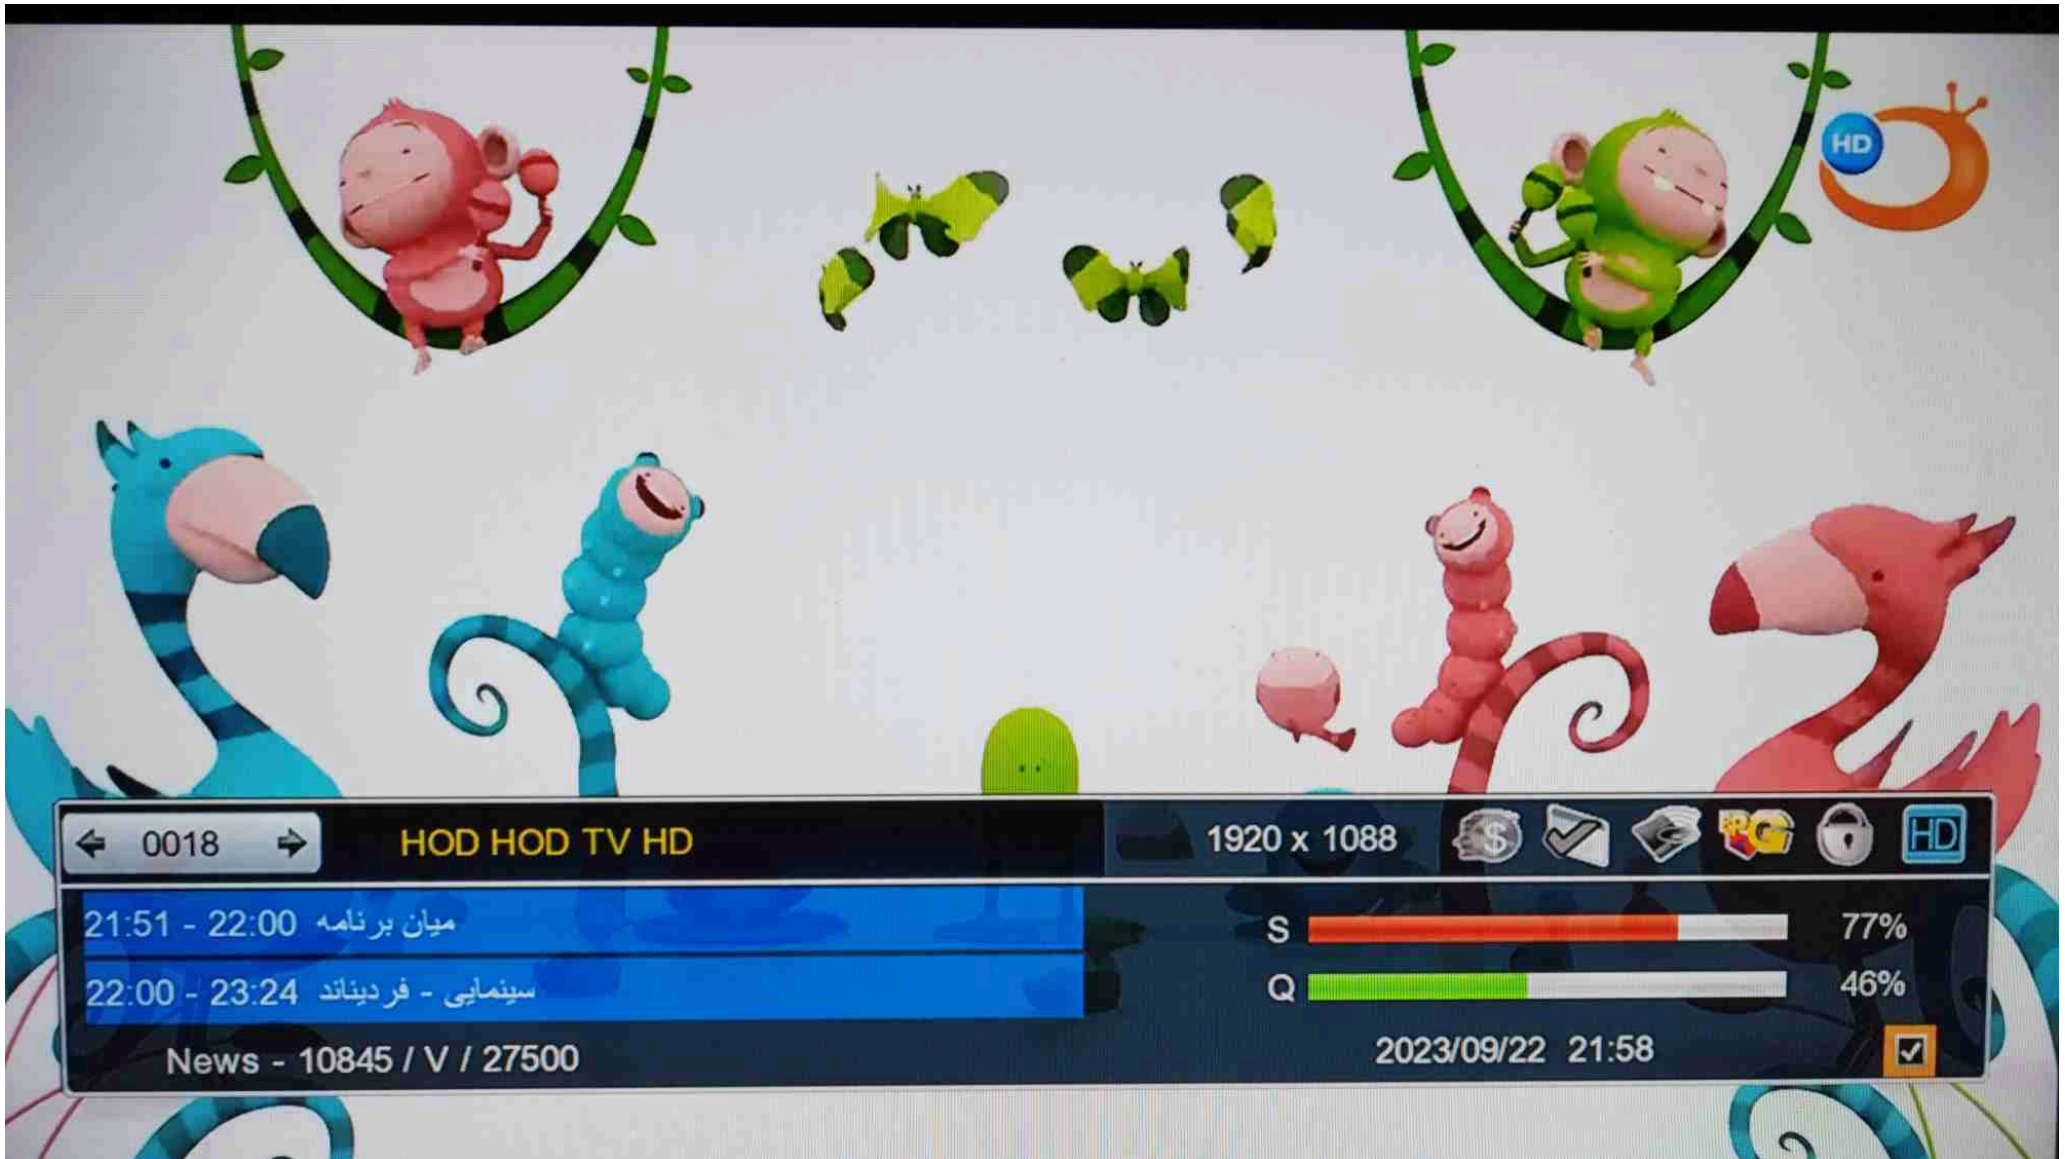 HD
0018 HOD HOD TV HD 1920 x 1088 $ G PG HD
21:51 - 22:00 میان برنامه
S 77%
22:00 - 23:24 سینمایی - فردیناند
Q 46%
News - 10845 / V / 27500 2023/09/22 21:58